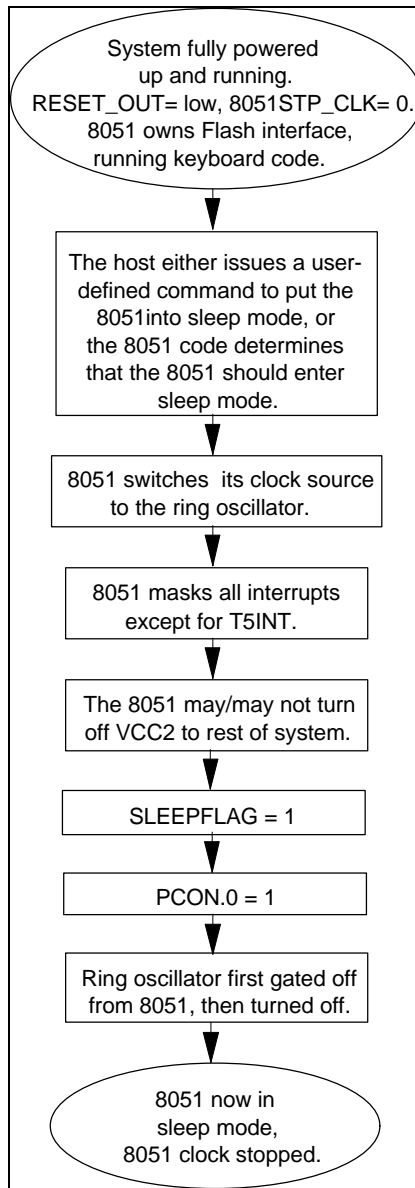 System fully powered
up and running.
RESET_OUT= low, 8051STP_CLK= 0.
8051 owns Flash interface,
running keyboard code.
The host either issues a user-
defined command to put the
8051into sleep mode, or
the 8051 code determines
that the 8051 should enter
sleep mode.
8051 switches its clock source
to the ring oscillator.
8051 masks all interrupts
except for T5INT.
The 8051 may/may not turn
off VCC2 to rest of system.
SLEEPFLAG = 1
PCON.0 = 1
Ring oscillator first gated off
from 8051, then turned off.
8051 now in
sleep mode,
8051 clock stopped.